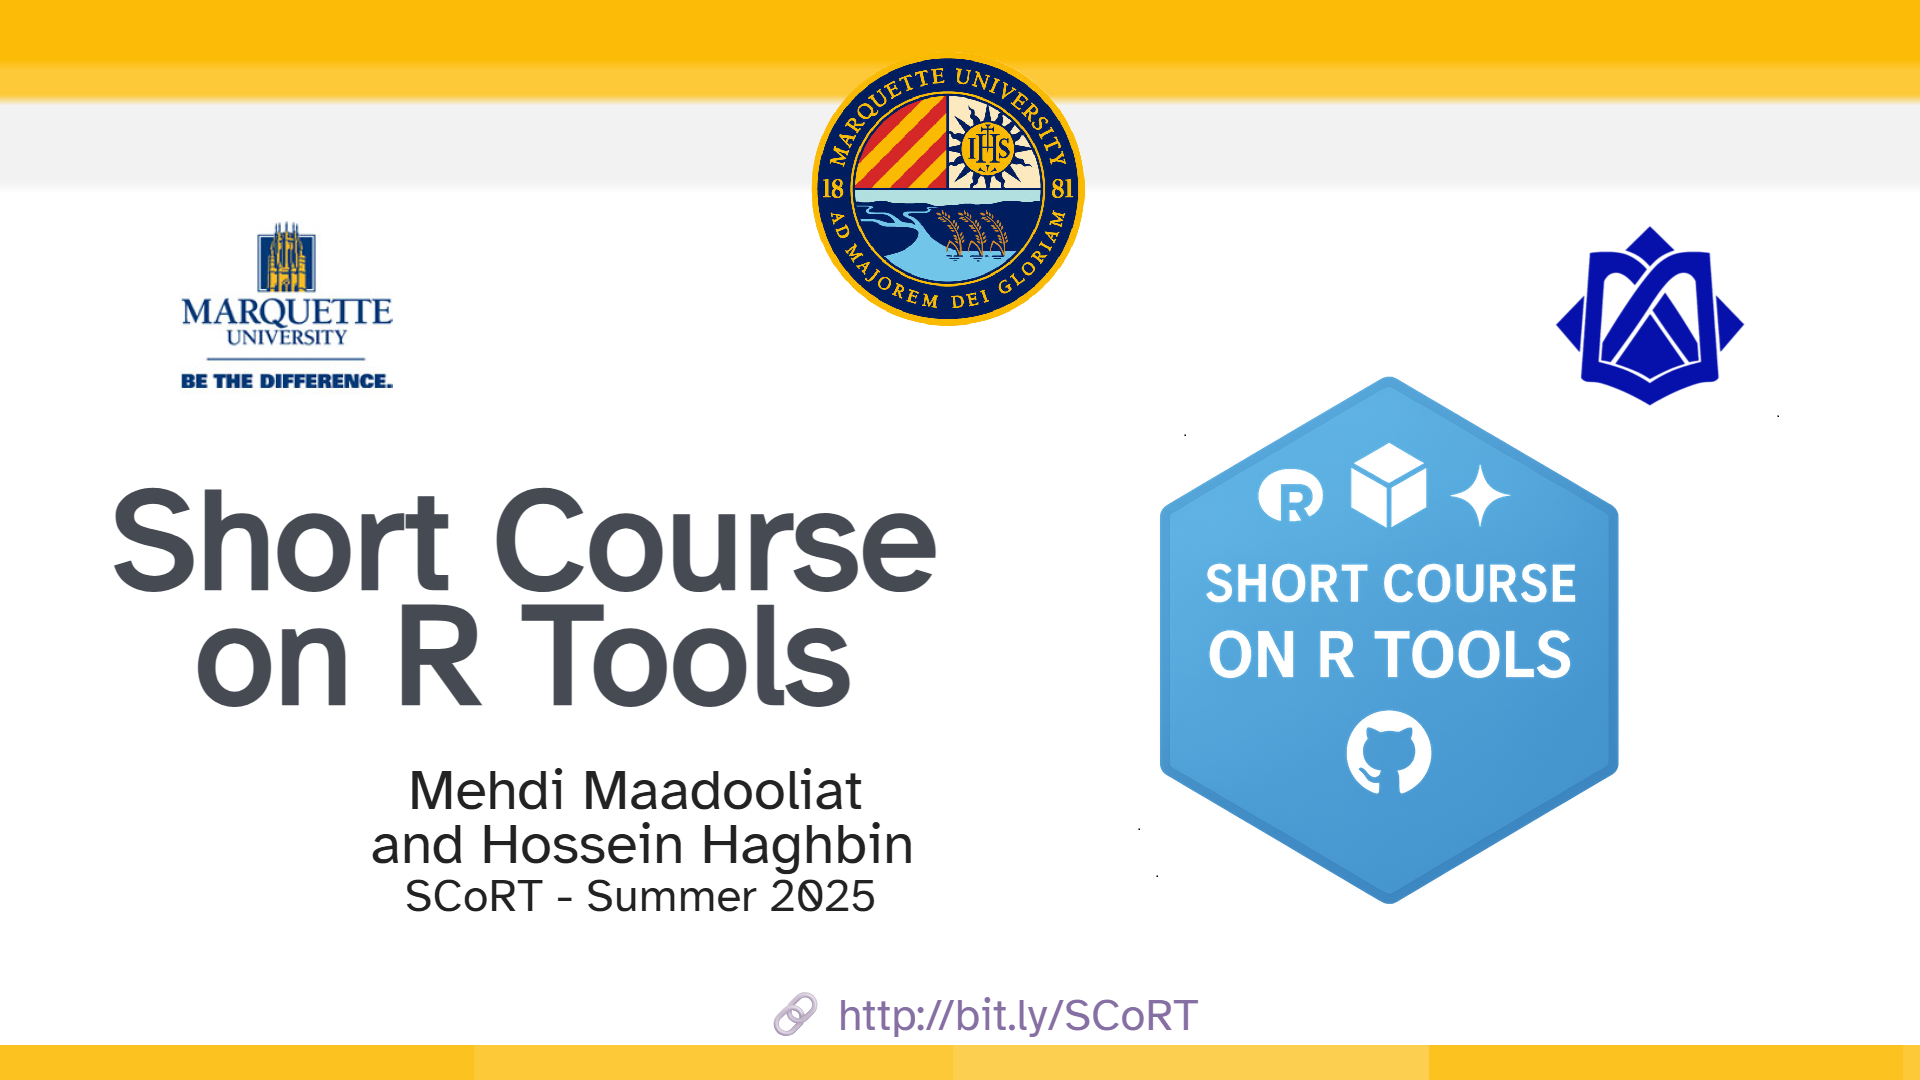 MARQUETTE UNIVERSITY
IHS
18 81
AD MAJOREM DEI GLORIAM
MARQUETTE
UNIVERSITY
BE THE DIFFERENCE.
Short Course
on R Tools
Mehdi Maadooliat
and Hossein Haghbin
SCoRT - Summer 2025
R
SHORT COURSE
ON R TOOLS
http://bit.ly/SCoRT